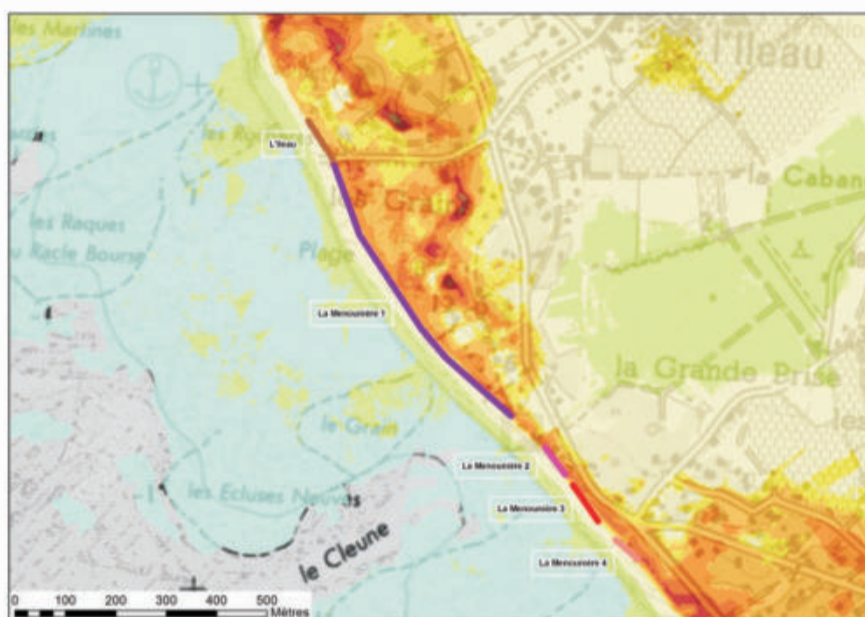 les Martines
l'Ileau
L'Ileau
la Caban
les Grain
les Raques
Racle Bourse
Plage
La Menounière 1
la Grande Prise
le Grain
La Menounière 2
les Ecluses Neuves
La Menounière 3
le Cleune
La Menounière 4
0 100 200 300 400 500
Mètres